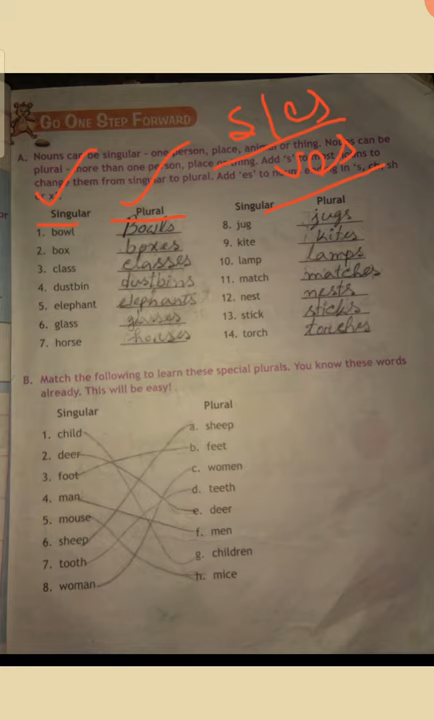 GO ONE STEP FORWARD
s/es
A. Nouns can be singular - one person, place, animal or thing. Nouns can be
plural - more than one person, place or thing. Add 's' to most nouns to
change them from singular to plural. Add 'es' to nouns ending in 's, ch, sh
Singular Plural
1. bowl Bowls
2. box boxes
3. class classes
4. dustbin dustbins
5. elephant elephants
6. glass glasses
7. horse horses
Singular Plural
8. jug jugs
9. kite kites
10. lamp lamps
11. match matches
12. nest nests
13. stick sticks
14. torch torches
B. Match the following to learn these special plurals. You know these words
already. This will be easy!
Singular Plural
1. child a. sheep
2. deer b. feet
3. foot c. women
4. man d. teeth
5. mouse e. deer
6. sheep f. men
7. tooth g. children
8. woman h. mice